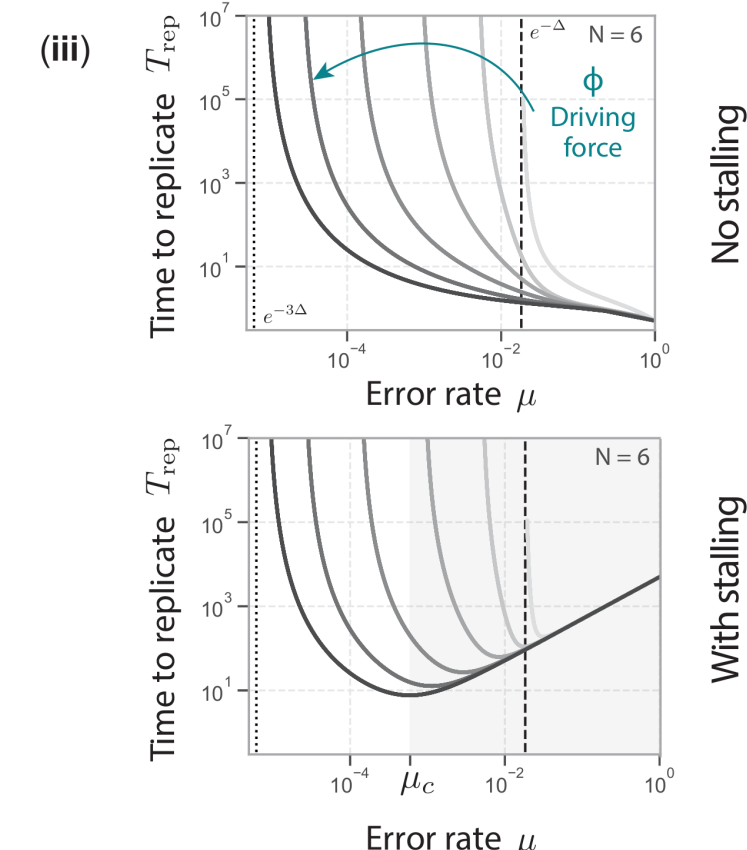 (iii)
Time to replicate T_rep
10^7
10^5
10^3
10^1
e^{-Δ}
N = 6
ϕ
Driving
force
e^{-3Δ}
10^{-4}
10^{-2}
10^0
Error rate μ
No stalling
Time to replicate T_rep
10^7
10^5
10^3
10^1
N = 6
10^{-4}
μ_c
10^{-2}
10^0
Error rate μ
With stalling